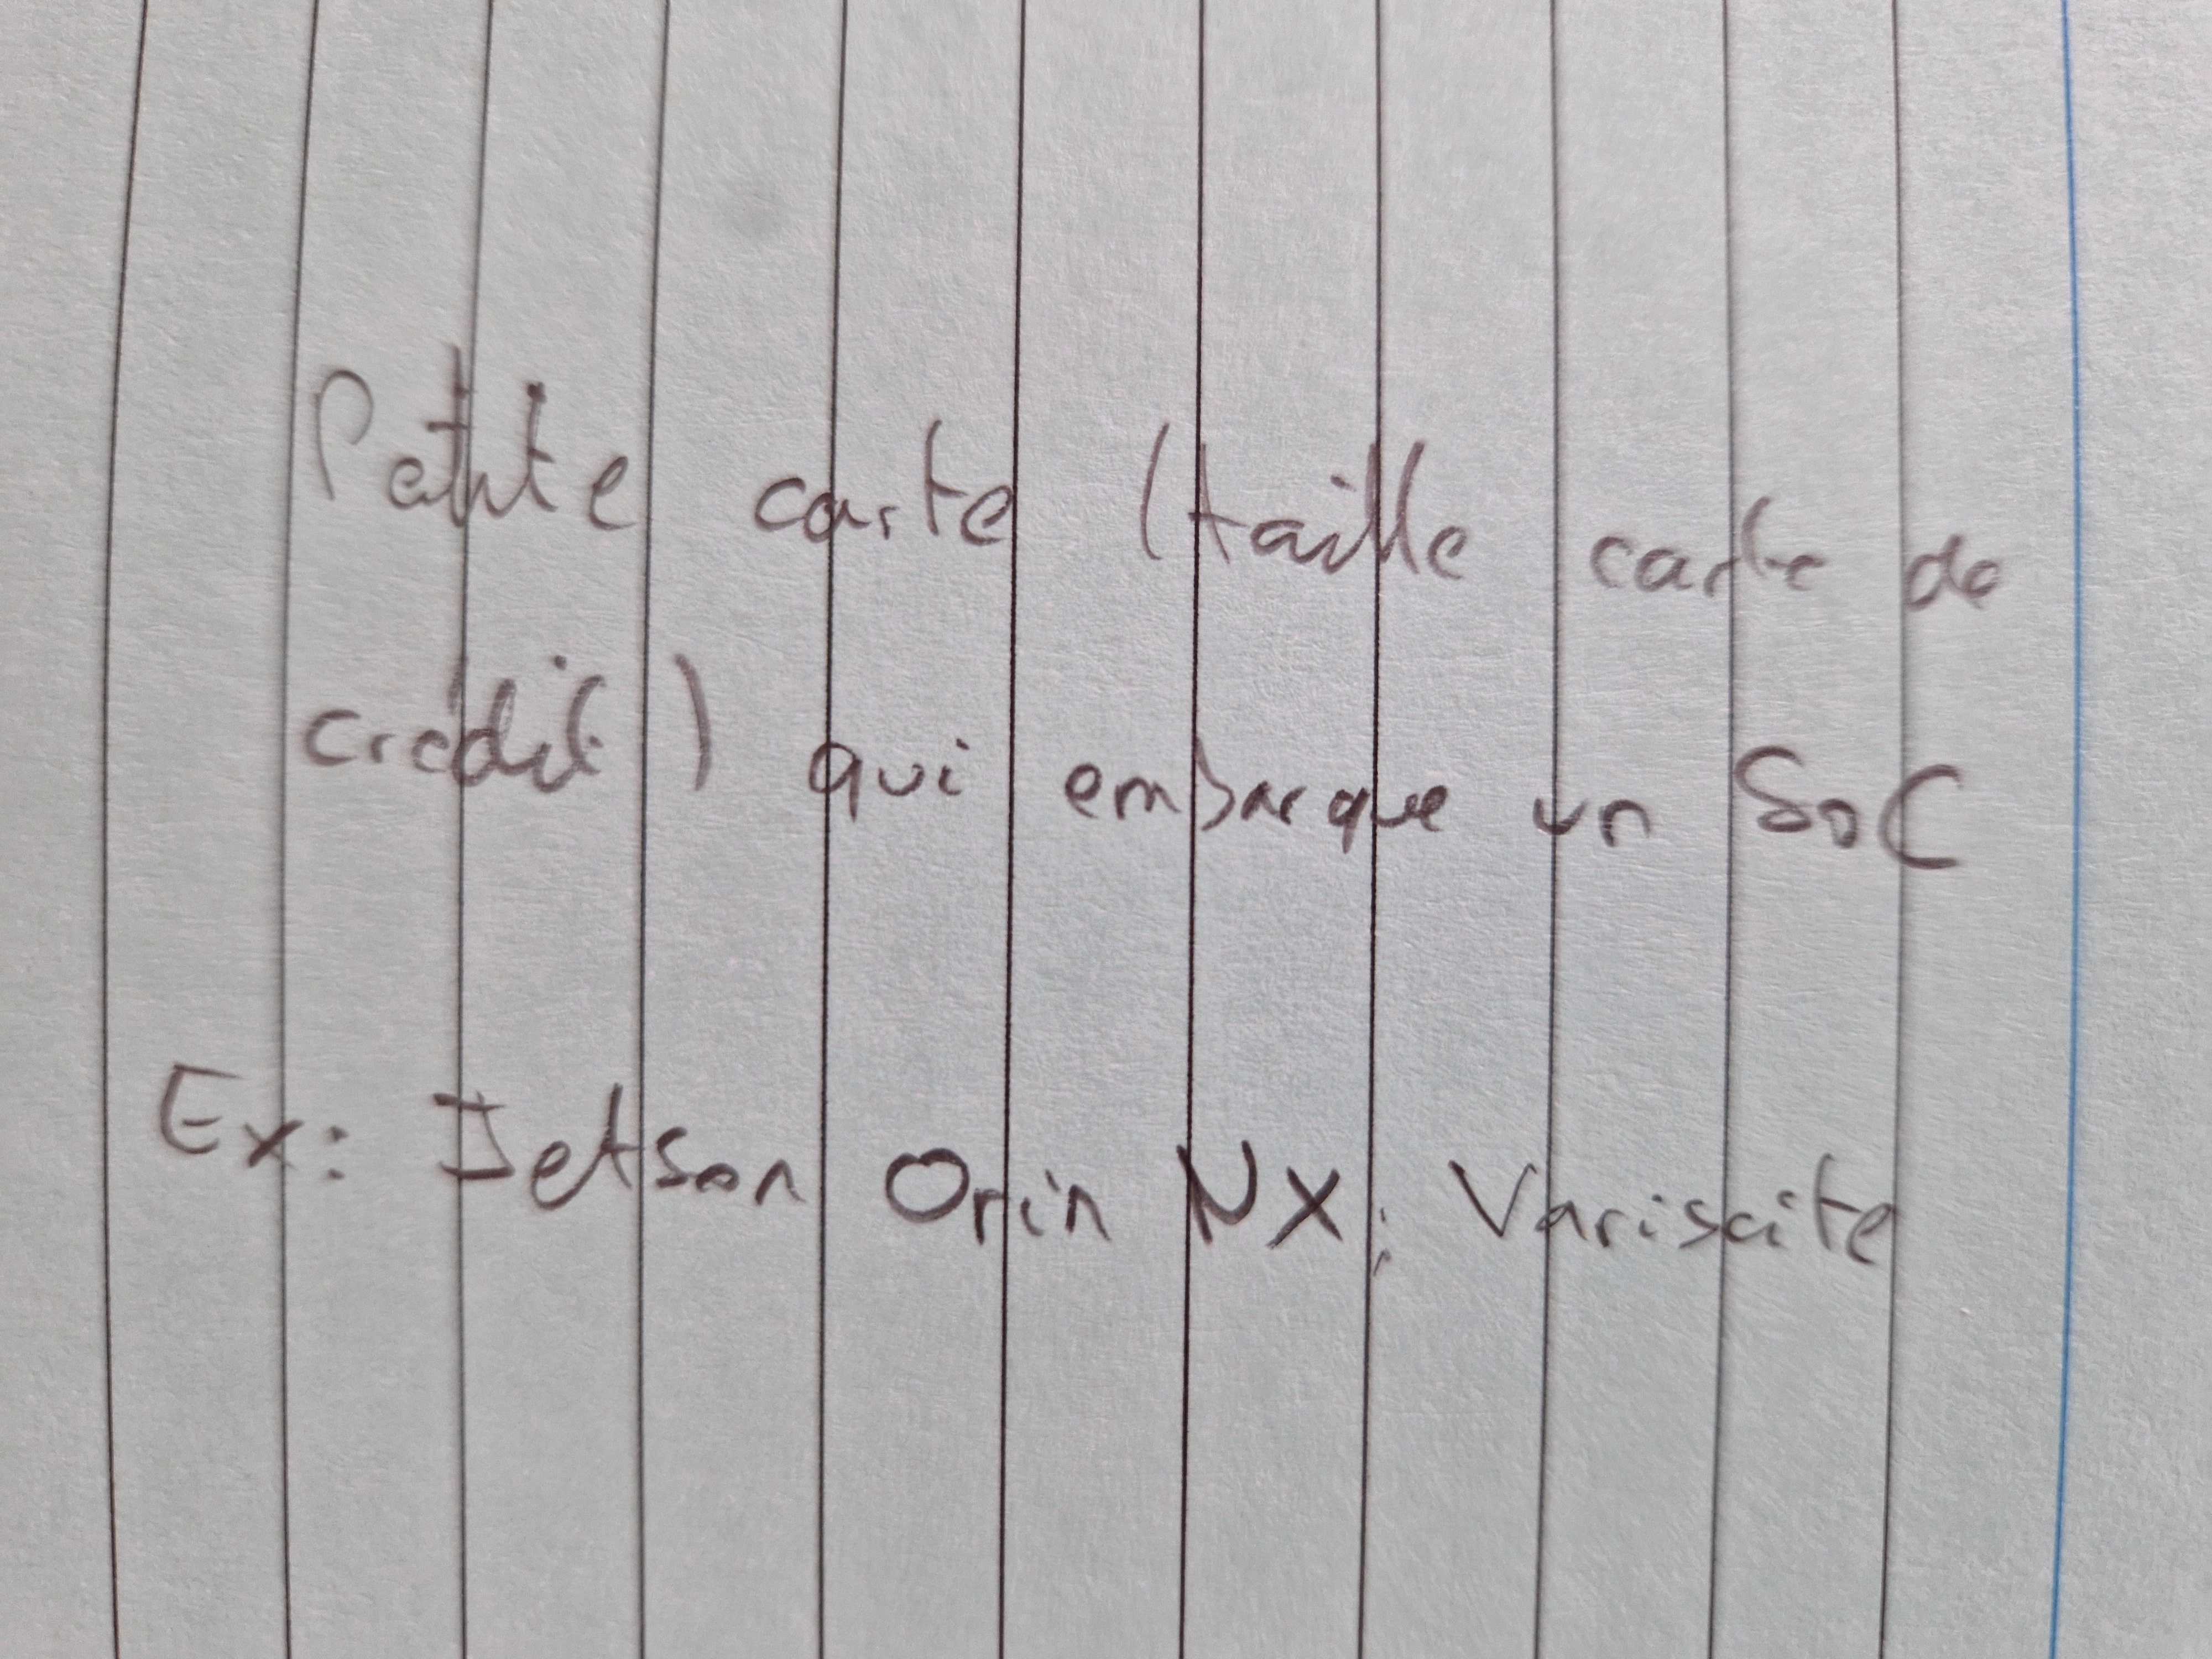 Petite carte (taille carte de
crédit) qui embarque un SoC
Ex: Jetson Orin NX; Variscite